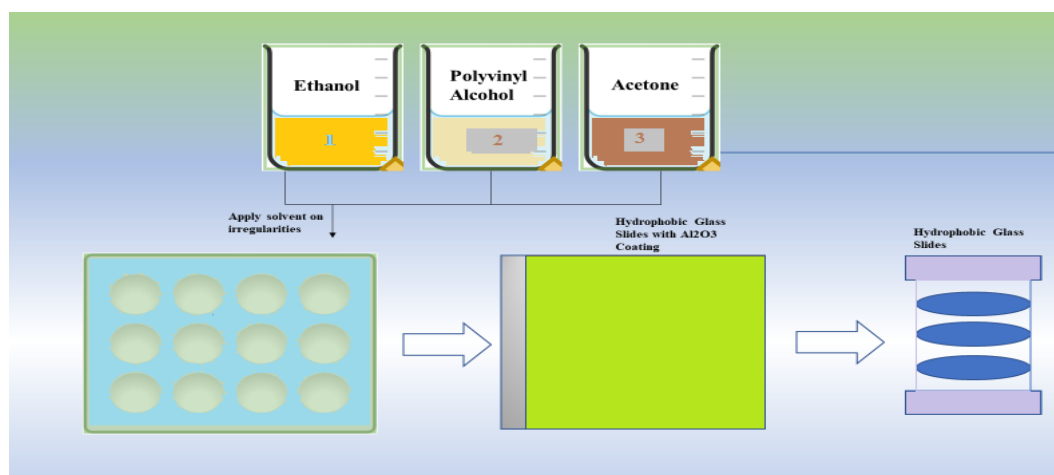 Ethanol
Polyvinyl
Alcohol
Acetone
1
2
3
Apply solvent on
irregularities
Hydrophobic Glass
Slides with Al2O3
Coating
Hydrophobic Glass
Slides